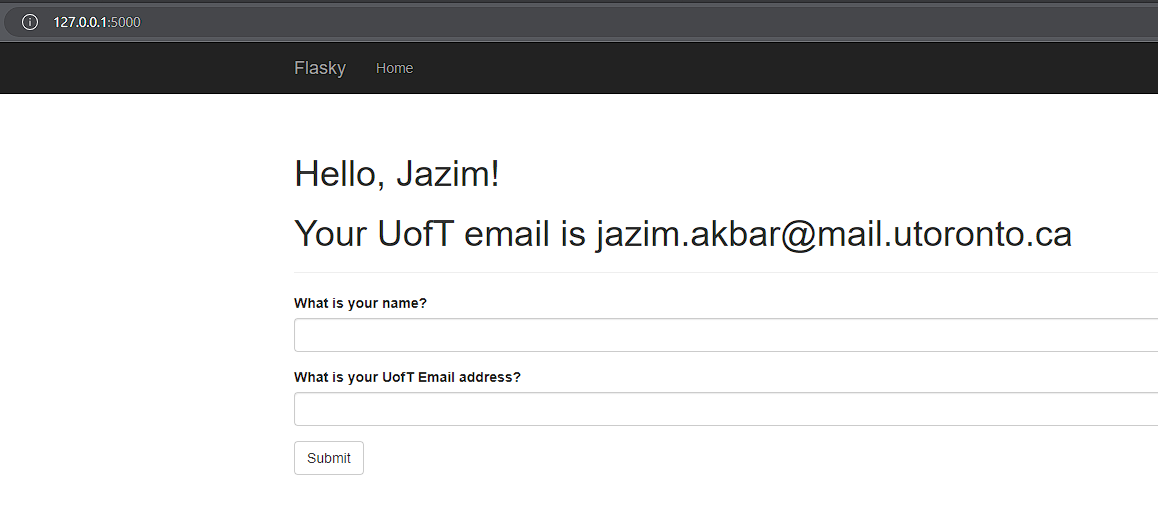 127.0.0.1:5000
Flasky Home
Hello, Jazim!
Your UofT email is jazim.akbar@mail.utoronto.ca
What is your name?
What is your UofT Email address?
Submit